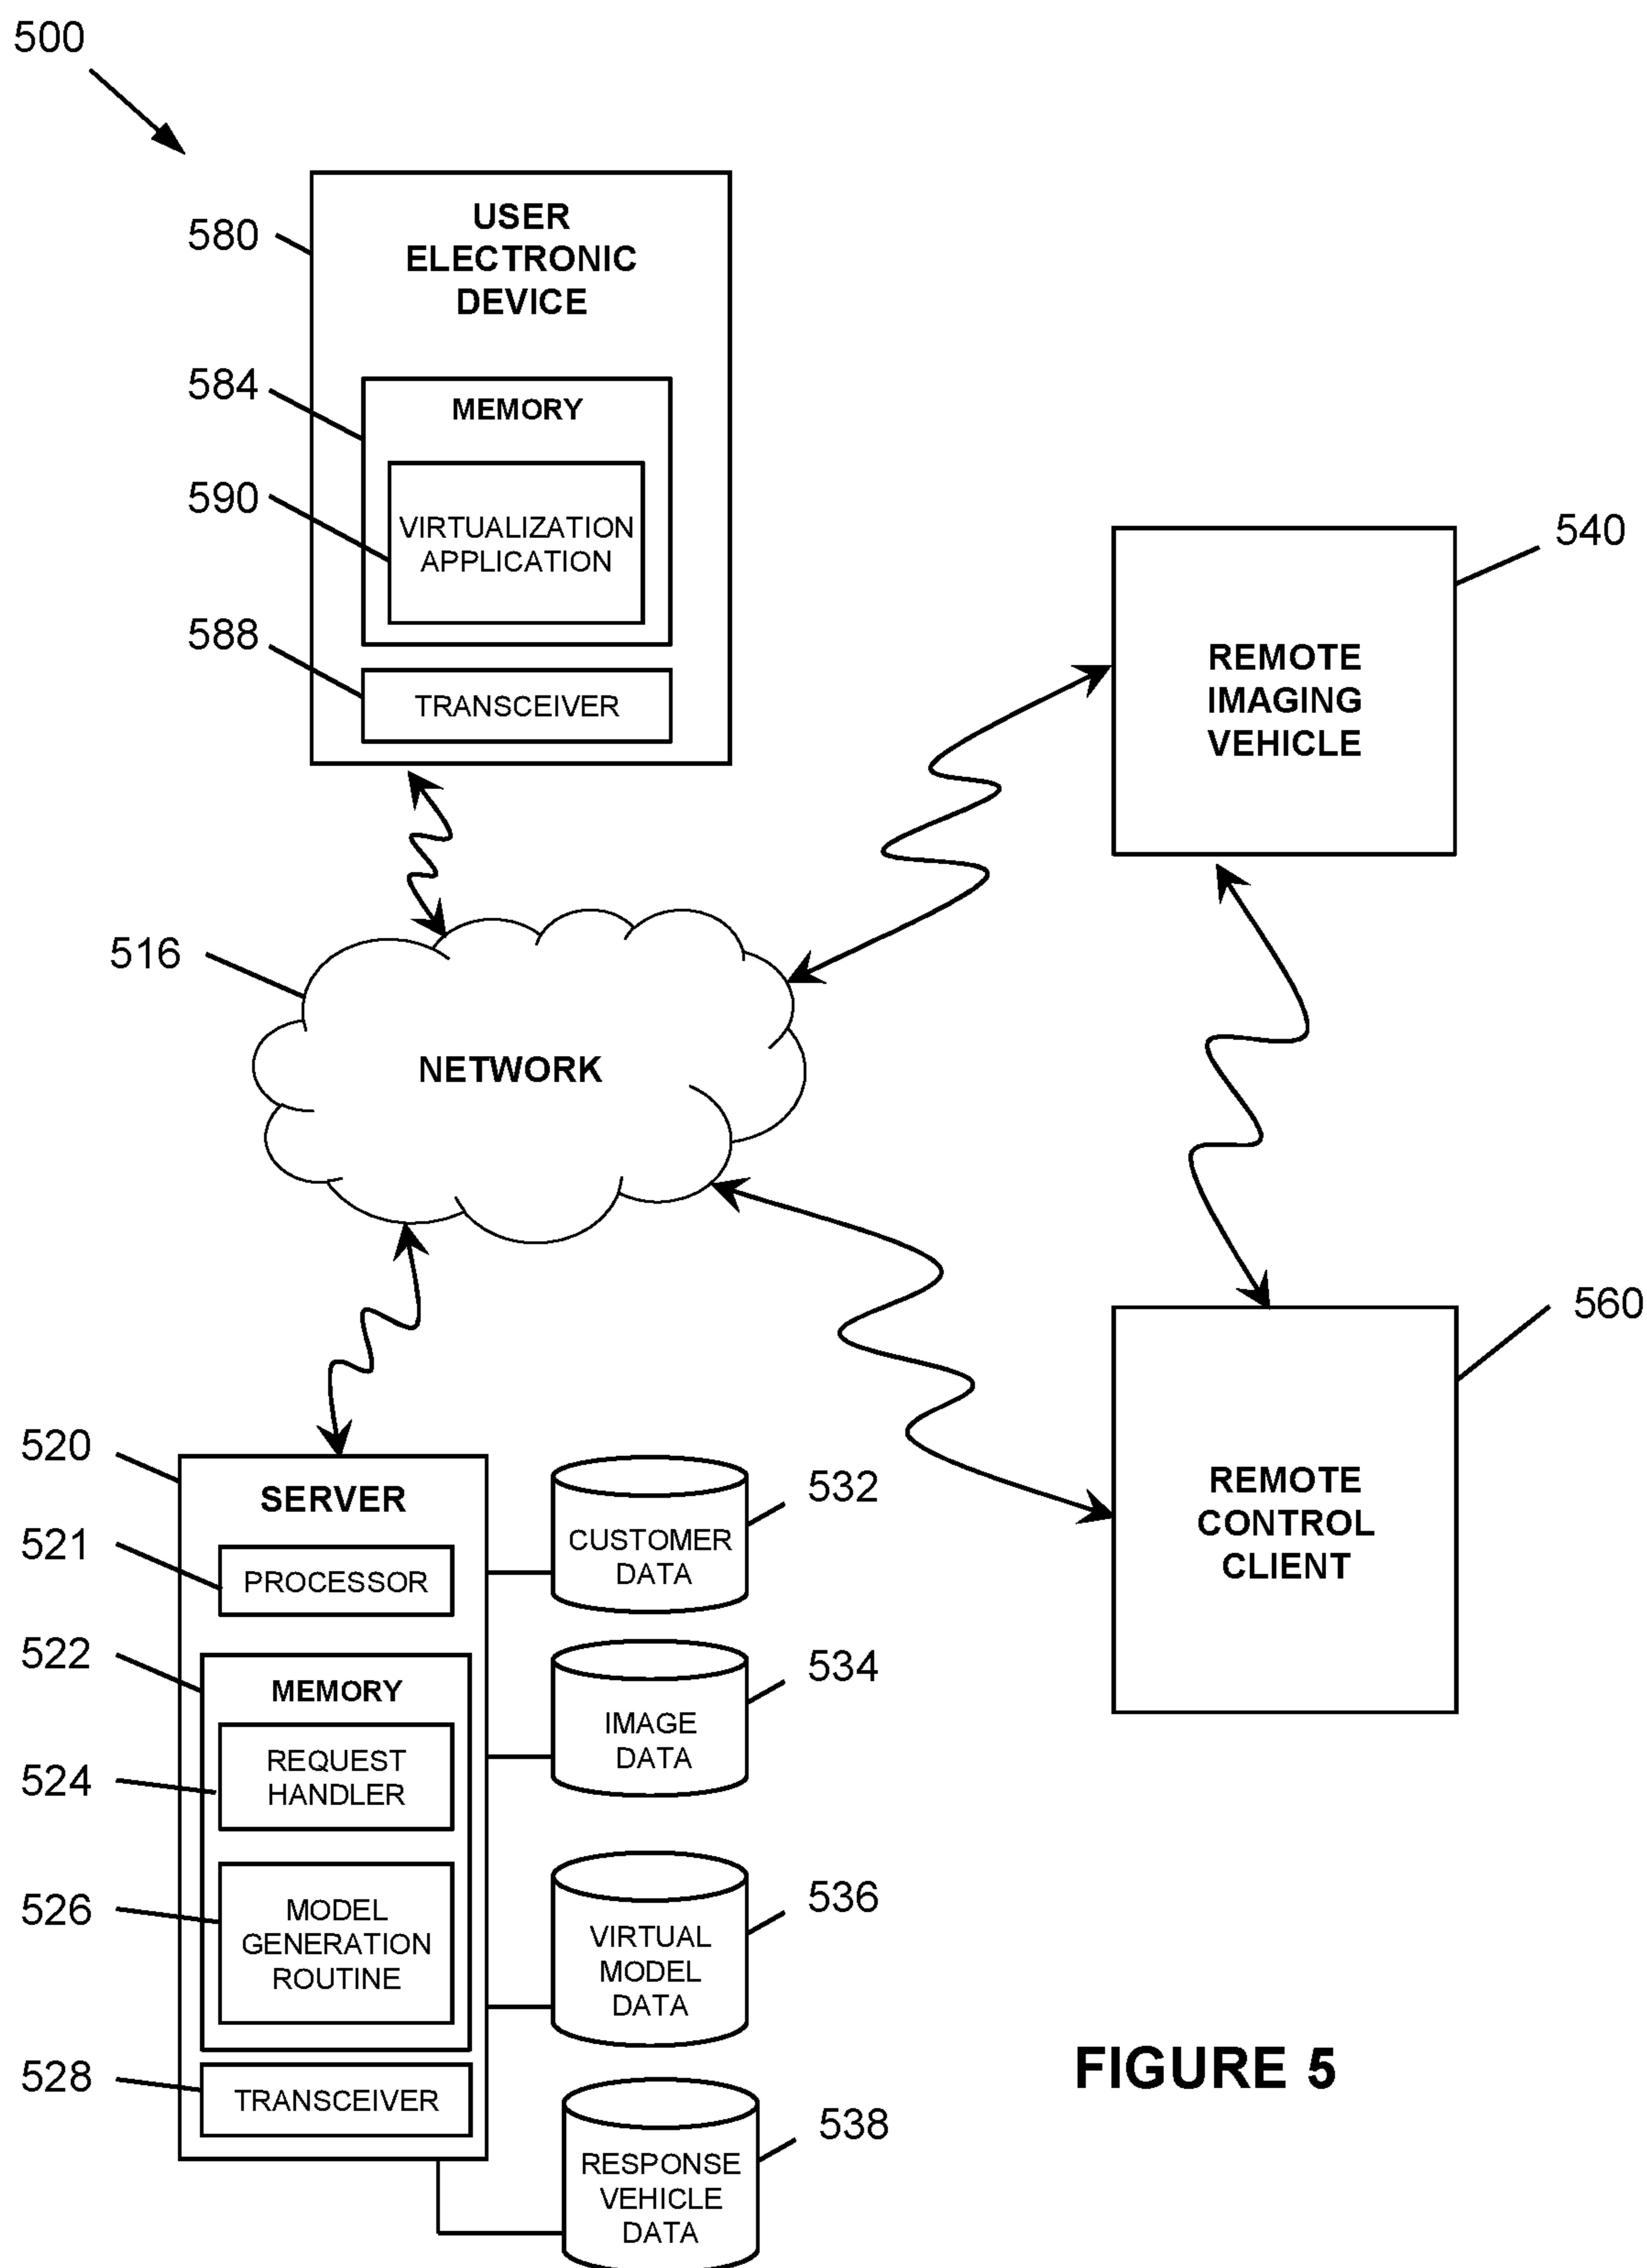 500
580
USER
ELECTRONIC
DEVICE
584
MEMORY
590
VIRTUALIZATION
APPLICATION
588
TRANSCEIVER
540
REMOTE
IMAGING
VEHICLE
516
NETWORK
560
REMOTE
CONTROL
CLIENT
520
SERVER
521
PROCESSOR
522
MEMORY
524
REQUEST
HANDLER
526
MODEL
GENERATION
ROUTINE
528
TRANSCEIVER
532
CUSTOMER
DATA
534
IMAGE
DATA
536
VIRTUAL
MODEL
DATA
538
RESPONSE
VEHICLE
DATA
FIGURE 5